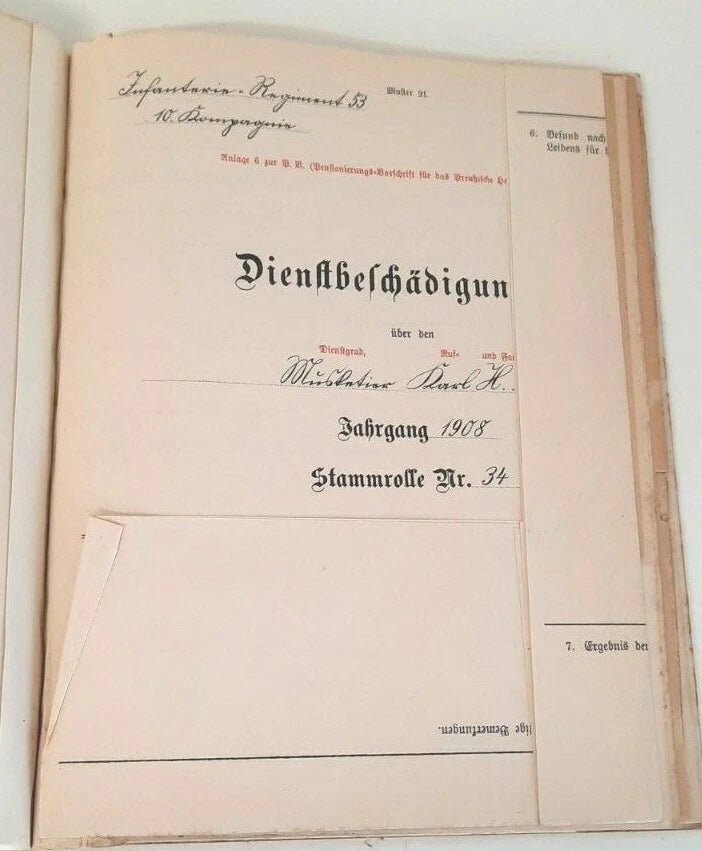 Infanterie-Regiment 53
10. Kompagnie
Muster 21.
Anlage 6 zur P. V. (Pensionierungs-Vorschrift für das Preußische He
Dienstbeschädigun
über den
Dienstgrad, Ruf- und Fa
Musketier Karl H.
Jahrgang 1908
Stammrolle Nr. 34
6. Befund nach
Leidens für
7. Ergebnis der
tige Bemerkungen.